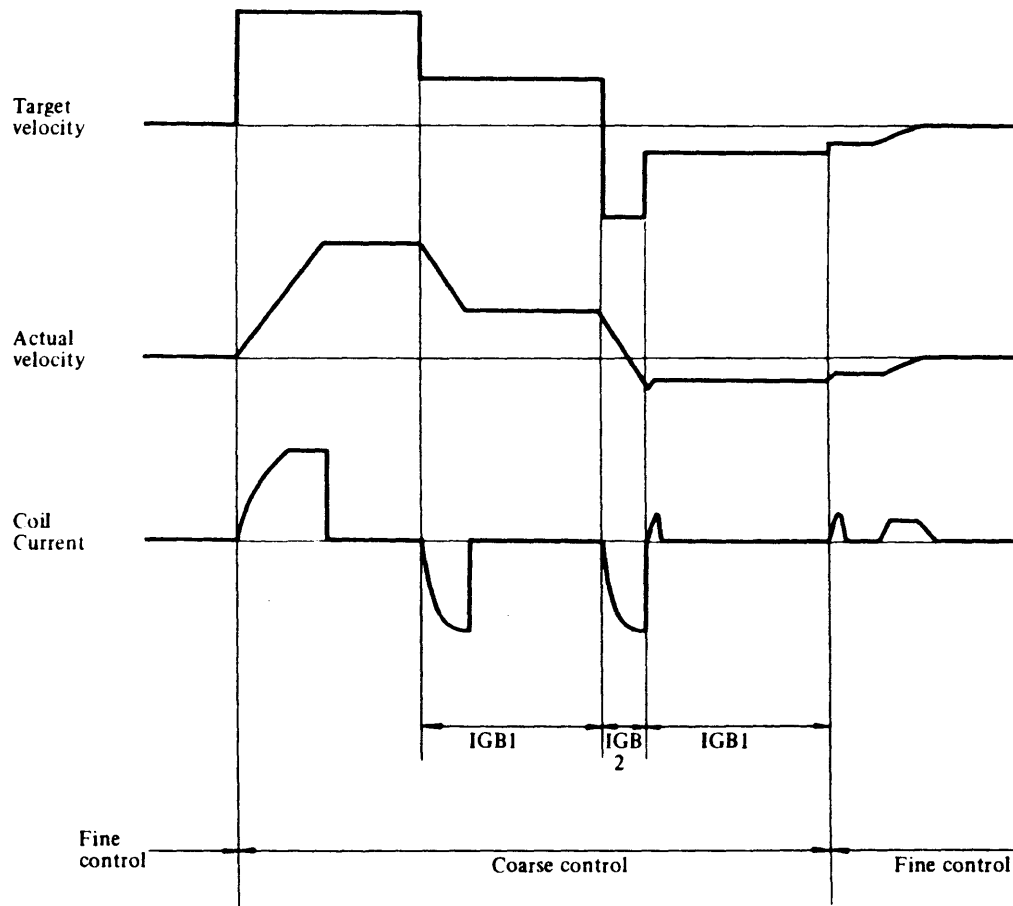 Target
velocity
Actual
velocity
Coil
Current
IGB1
IGB
2
IGB1
Fine
control
Coarse control
Fine control